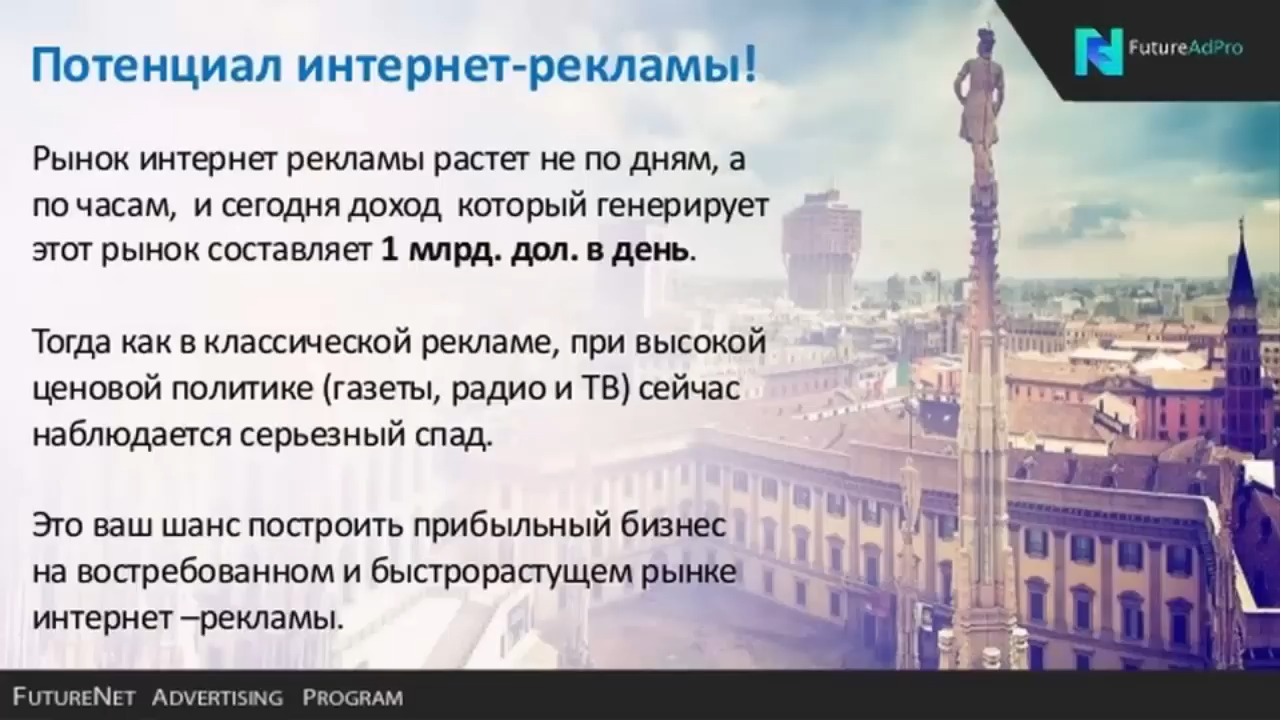 Потенциал интернет-рекламы!
FutureAdPro
Рынок интернет рекламы растет не по дням, а
по часам, и сегодня доход который генерирует
этот рынок составляет 1 млрд. дол. в день.
Тогда как в классической рекламе, при высокой
ценовой политике (газеты, радио и ТВ) сейчас
наблюдается серьезный спад.
Это ваш шанс построить прибыльный бизнес
на востребованном и быстрорастущем рынке
интернет –рекламы.
FUTURENET ADVERTISING PROGRAM